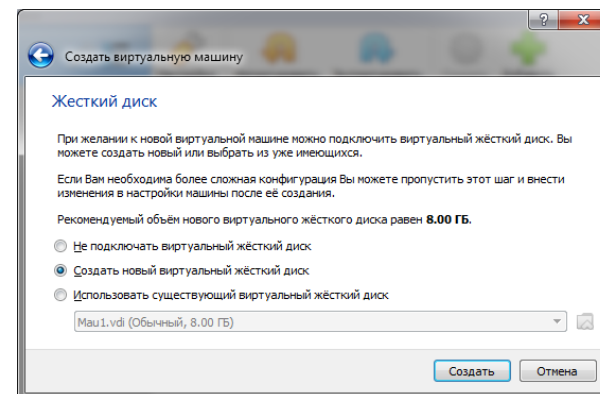 Создать виртуальную машину
Жесткий диск
При желании к новой виртуальной машине можно подключить виртуальный жёсткий диск. Вы
можете создать новый или выбрать из уже имеющихся.
Если Вам необходима более сложная конфигурация Вы можете пропустить этот шаг и внести
изменения в настройки машины после её создания.
Рекомендуемый объём нового виртуального жёсткого диска равен 8.00 ГБ.
Не подключать виртуальный жёсткий диск
Создать новый виртуальный жёсткий диск
Использовать существующий виртуальный жёсткий диск
Mau1.vdi (Обычный, 8.00 ГБ)
Создать Отмена